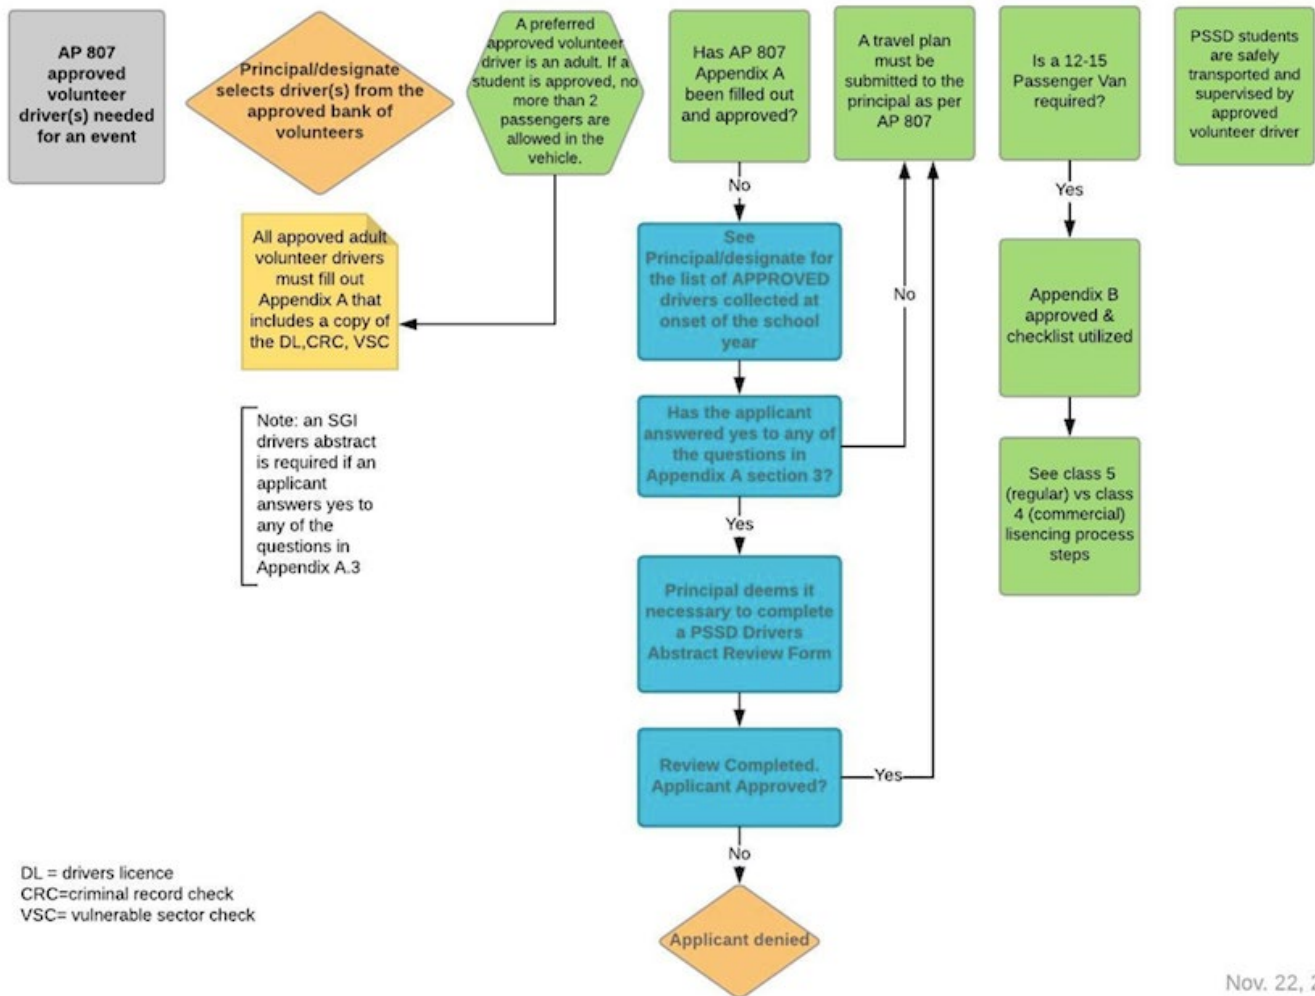 AP 807
approved
volunteer
driver(s) needed
for an event
Principal/designate
selects driver(s) from the
approved bank of
volunteers
A preferred
approved volunteer
driver is an adult. If a
student is approved, no
more than 2
passengers are
allowed in the
vehicle.
Has AP 807
Appendix A
been filled out
and approved?
A travel plan
must be
submitted to the
principal as per
AP 807
Is a 12-15
Passenger Van
required?
PSSD students
are safely
transported and
supervised by
approved
volunteer driver
All appoved adult
volunteer drivers
must fill out
Appendix A that
includes a copy of
the DL,CRC, VSC
Note: an SGI
drivers abstract
is required if an
applicant
answers yes to
any of the
questions in
Appendix A.3
No
See
Principal/designate for
the list of APPROVED
drivers collected at
onset of the school
year
Has the applicant
answered yes to any of
the questions in
Appendix A section 3?
No
Yes
Principal deems it
necessary to complete
a PSSD Drivers
Abstract Review Form
Review Completed.
Applicant Approved?
Yes
No
Applicant denied
Yes
Appendix B
approved &
checklist utilized
See class 5
(regular) vs class
4 (commercial)
lisencing process
steps
DL = drivers licence
CRC=criminal record check
VSC= vulnerable sector check
Nov. 22,